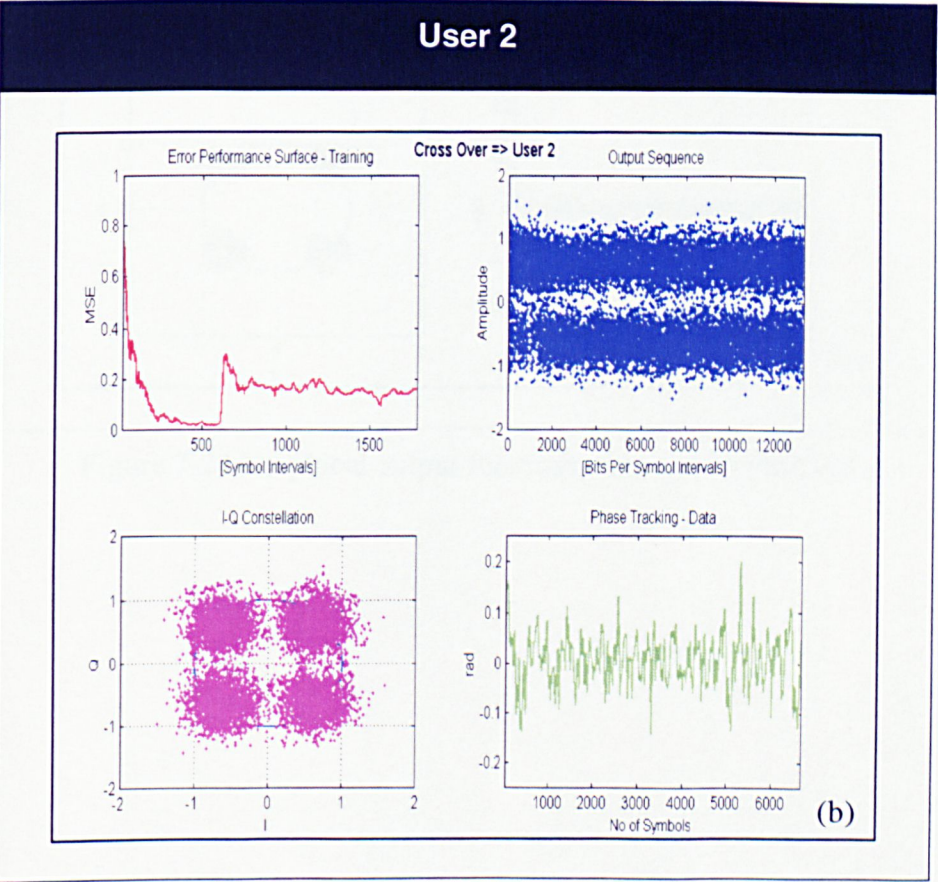 User 2
Cross Over => User 2
Error Performance Surface - Training
MSE
1
0.8
0.6
0.4
0.2
0
500 1000 1500
[Symbol Intervals]
Output Sequence
Amplitude
2
1
0
-1
-2
0 2000 4000 6000 8000 10000 12000
[Bits Per Symbol Intervals]
I-Q Constellation
Q
2
1
0
-1
-2
-2 -1 0 1 2
I
Phase Tracking - Data
rad
0.2
0.1
0
-0.1
-0.2
1000 2000 3000 4000 5000 6000
No of Symbols
(b)